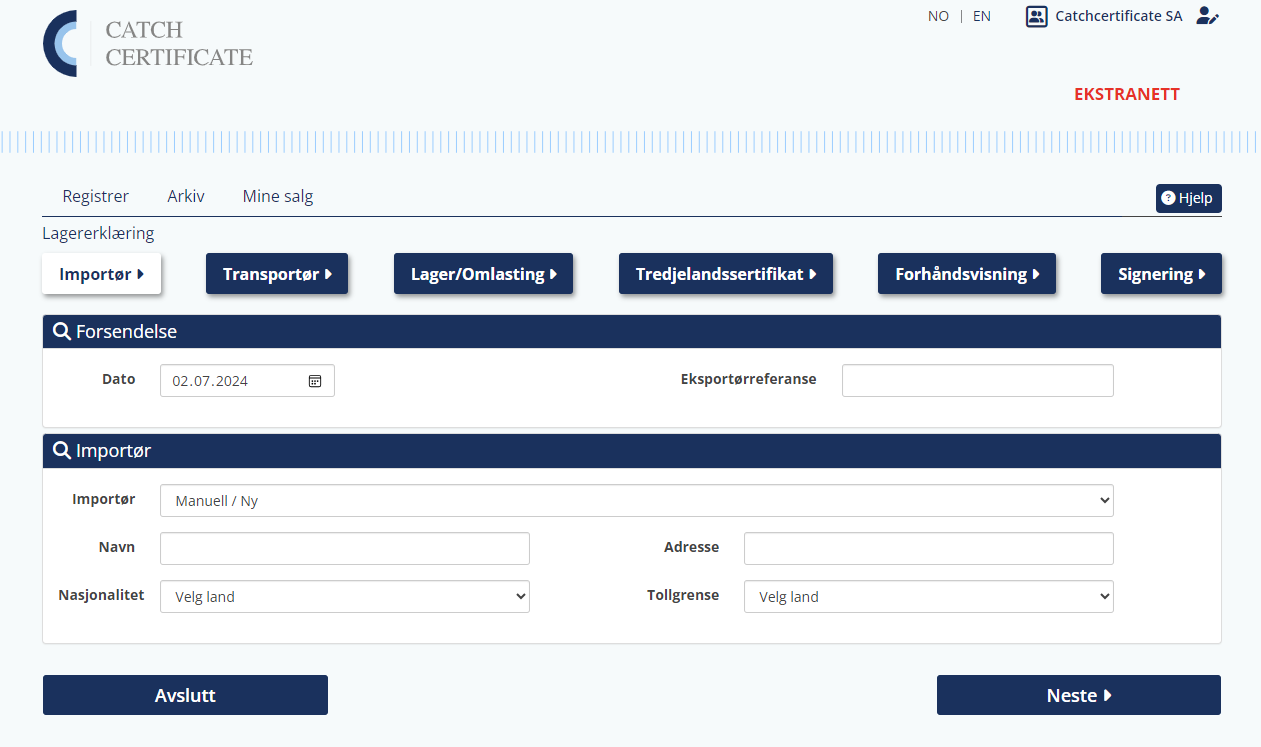 CATCH
CERTIFICATE
NO | EN Catchcertificate SA
EKSTRANETT
Registrer Arkiv Mine salg Hjelp
Lagererklæring
Importør Transportør Lager/Omlasting Tredjelandssertifikat Forhåndsvisning Signering
Forsendelse
Dato 02.07.2024 Eksportørreferanse
Importør
Importør Manuell / Ny
Navn Adresse
Nasjonalitet Velg land Tollgrense Velg land
Avslutt Neste